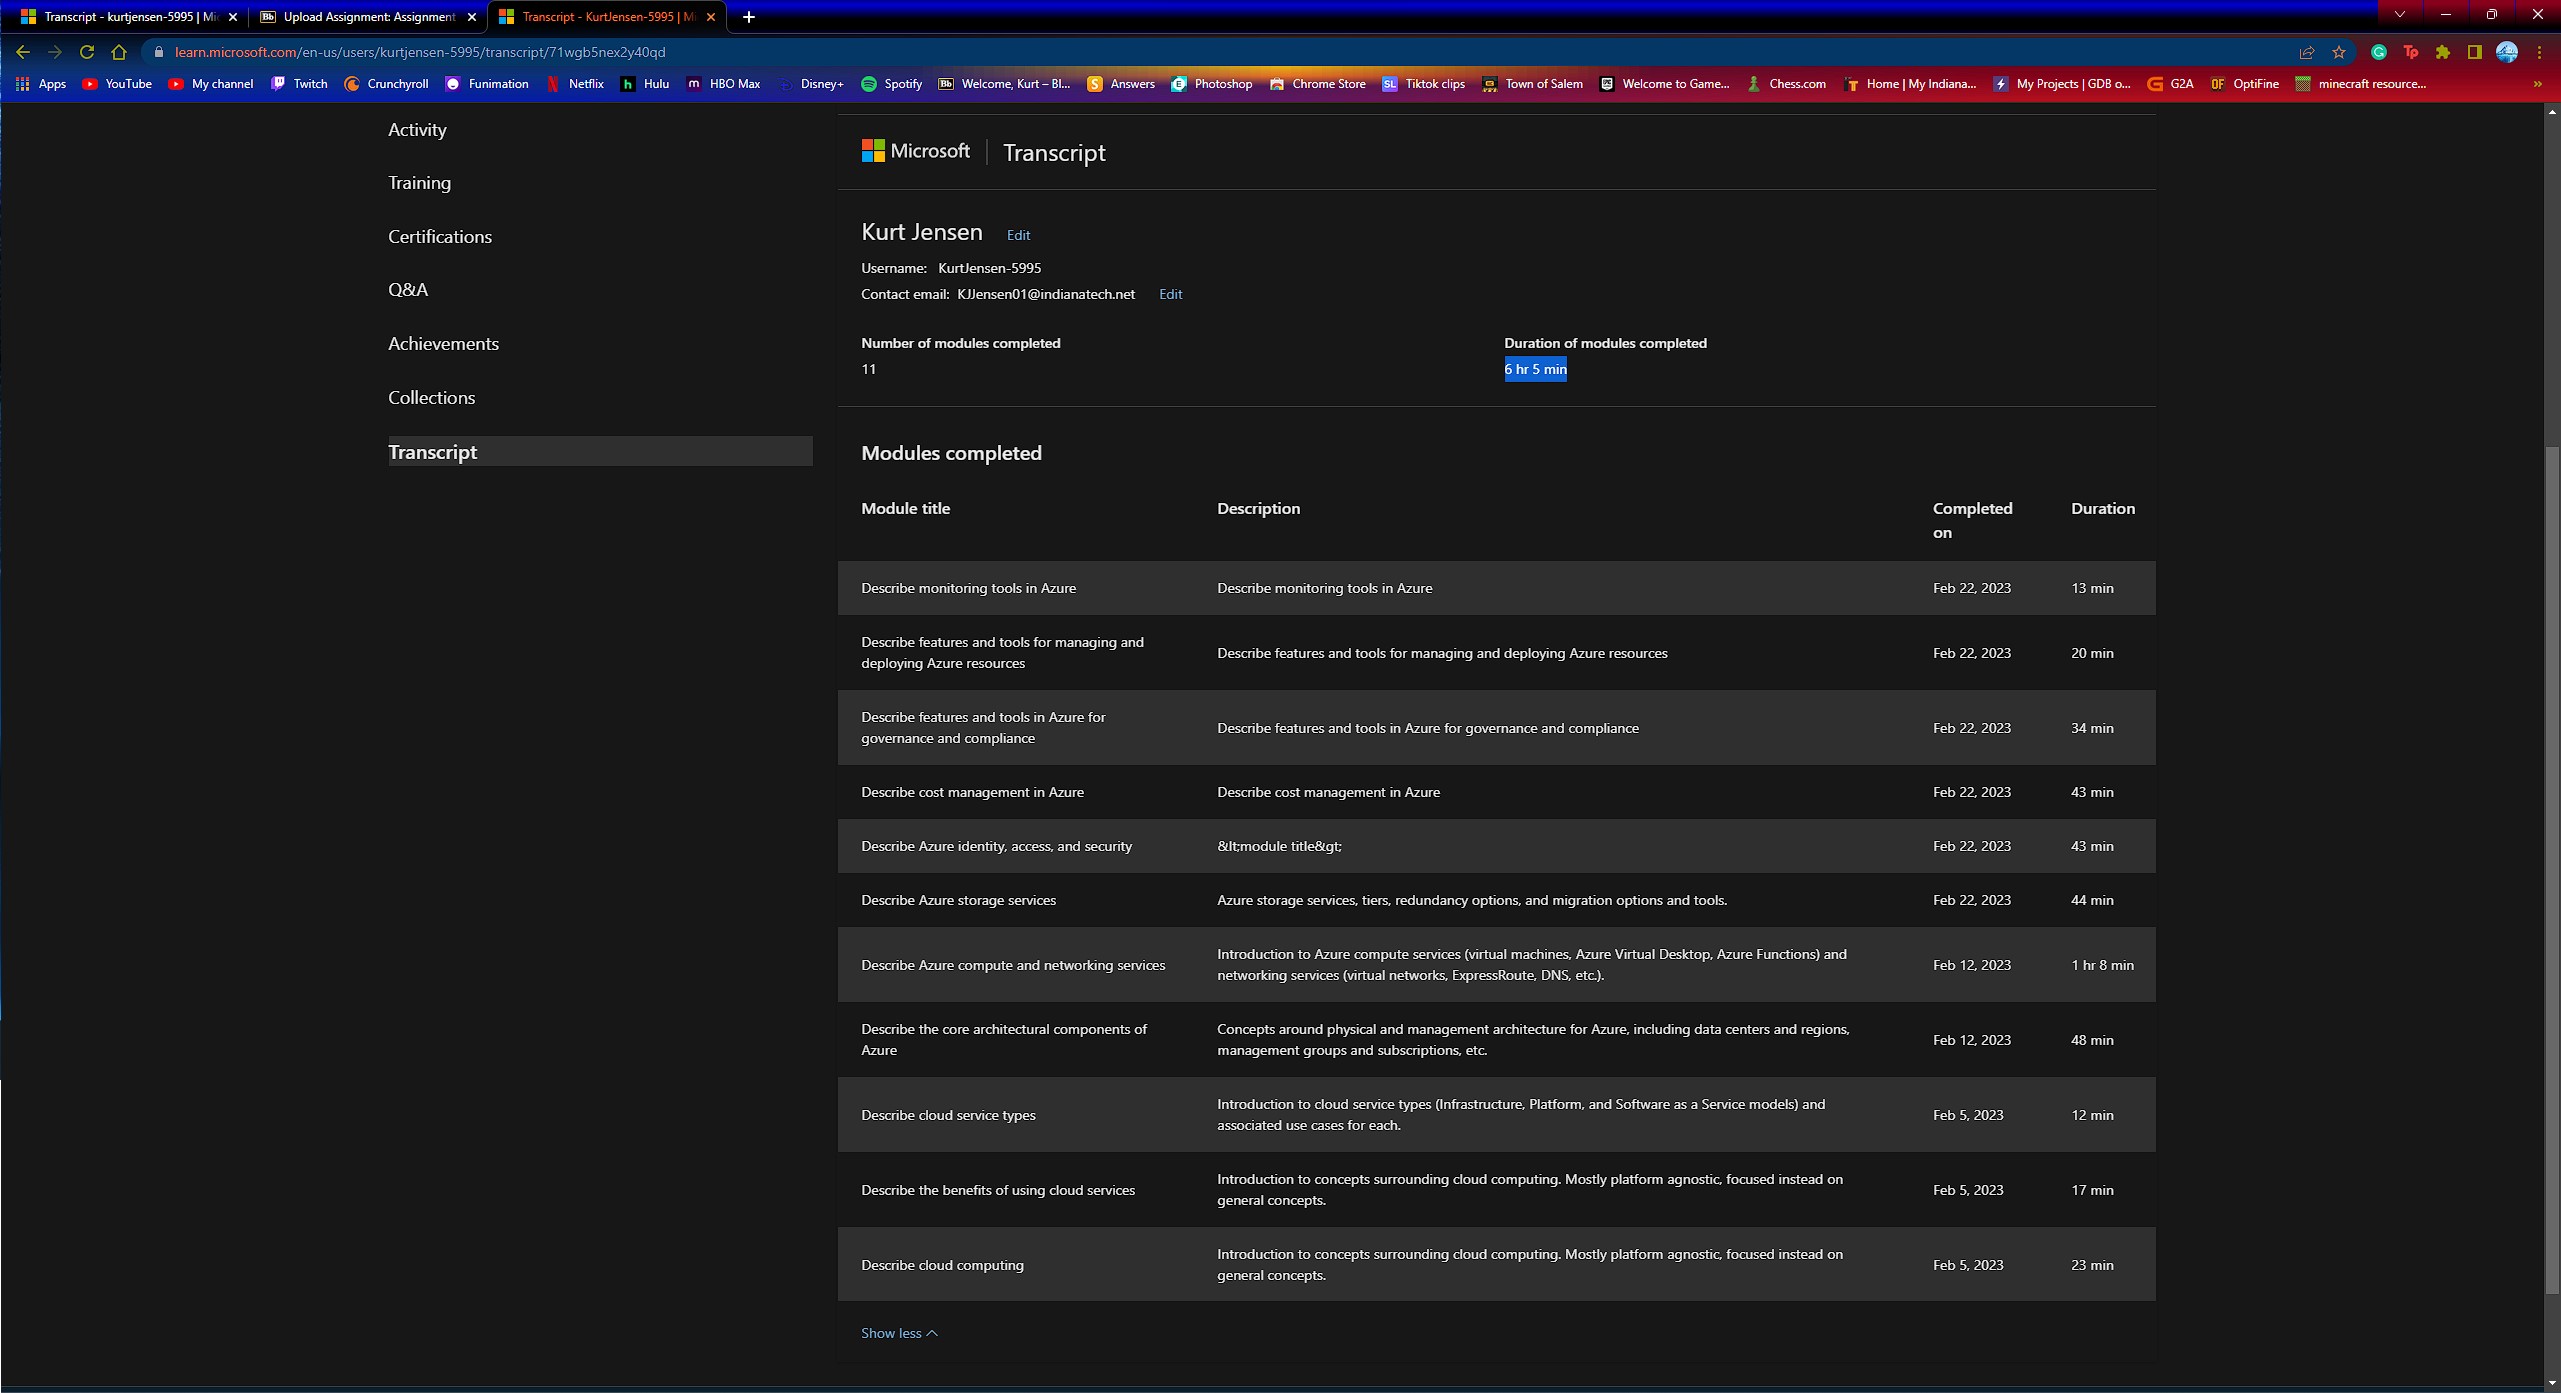 Transcript - kurtjensen-5995 | Mi
Upload Assignment: Assignment
Transcript - KurtJensen-5995 | Mi
learn.microsoft.com/en-us/users/kurtjensen-5995/transcript/71wgb5nex2y40qd
Apps YouTube My channel Twitch Crunchyroll Funimation Netflix Hulu HBO Max Disney+ Spotify Welcome, Kurt – Bl... Answers Photoshop Chrome Store Tiktok clips Town of Salem Welcome to Game... Chess.com Home | My Indiana... My Projects | GDB o... G2A OptiFine minecraft resource...
Activity
Training
Certifications
Q&A
Achievements
Collections
Transcript
Microsoft | Transcript
Kurt Jensen Edit
Username: KurtJensen-5995
Contact email: KJJensen01@indianatech.net Edit
Number of modules completed
11
Duration of modules completed
6 hr 5 min
Modules completed
Module title
Description
Completed
on
Duration
Describe monitoring tools in Azure
Describe monitoring tools in Azure
Feb 22, 2023
13 min
Describe features and tools for managing and
deploying Azure resources
Describe features and tools for managing and deploying Azure resources
Feb 22, 2023
20 min
Describe features and tools in Azure for
governance and compliance
Describe features and tools in Azure for governance and compliance
Feb 22, 2023
34 min
Describe cost management in Azure
Describe cost management in Azure
Feb 22, 2023
43 min
Describe Azure identity, access, and security
&lt;module title&gt;
Feb 22, 2023
43 min
Describe Azure storage services
Azure storage services, tiers, redundancy options, and migration options and tools.
Feb 22, 2023
44 min
Describe Azure compute and networking services
Introduction to Azure compute services (virtual machines, Azure Virtual Desktop, Azure Functions) and
networking services (virtual networks, ExpressRoute, DNS, etc.).
Feb 12, 2023
1 hr 8 min
Describe the core architectural components of
Azure
Concepts around physical and management architecture for Azure, including data centers and regions,
management groups and subscriptions, etc.
Feb 12, 2023
48 min
Describe cloud service types
Introduction to cloud service types (Infrastructure, Platform, and Software as a Service models) and
associated use cases for each.
Feb 5, 2023
12 min
Describe the benefits of using cloud services
Introduction to concepts surrounding cloud computing. Mostly platform agnostic, focused instead on
general concepts.
Feb 5, 2023
17 min
Describe cloud computing
Introduction to concepts surrounding cloud computing. Mostly platform agnostic, focused instead on
general concepts.
Feb 5, 2023
23 min
Show less